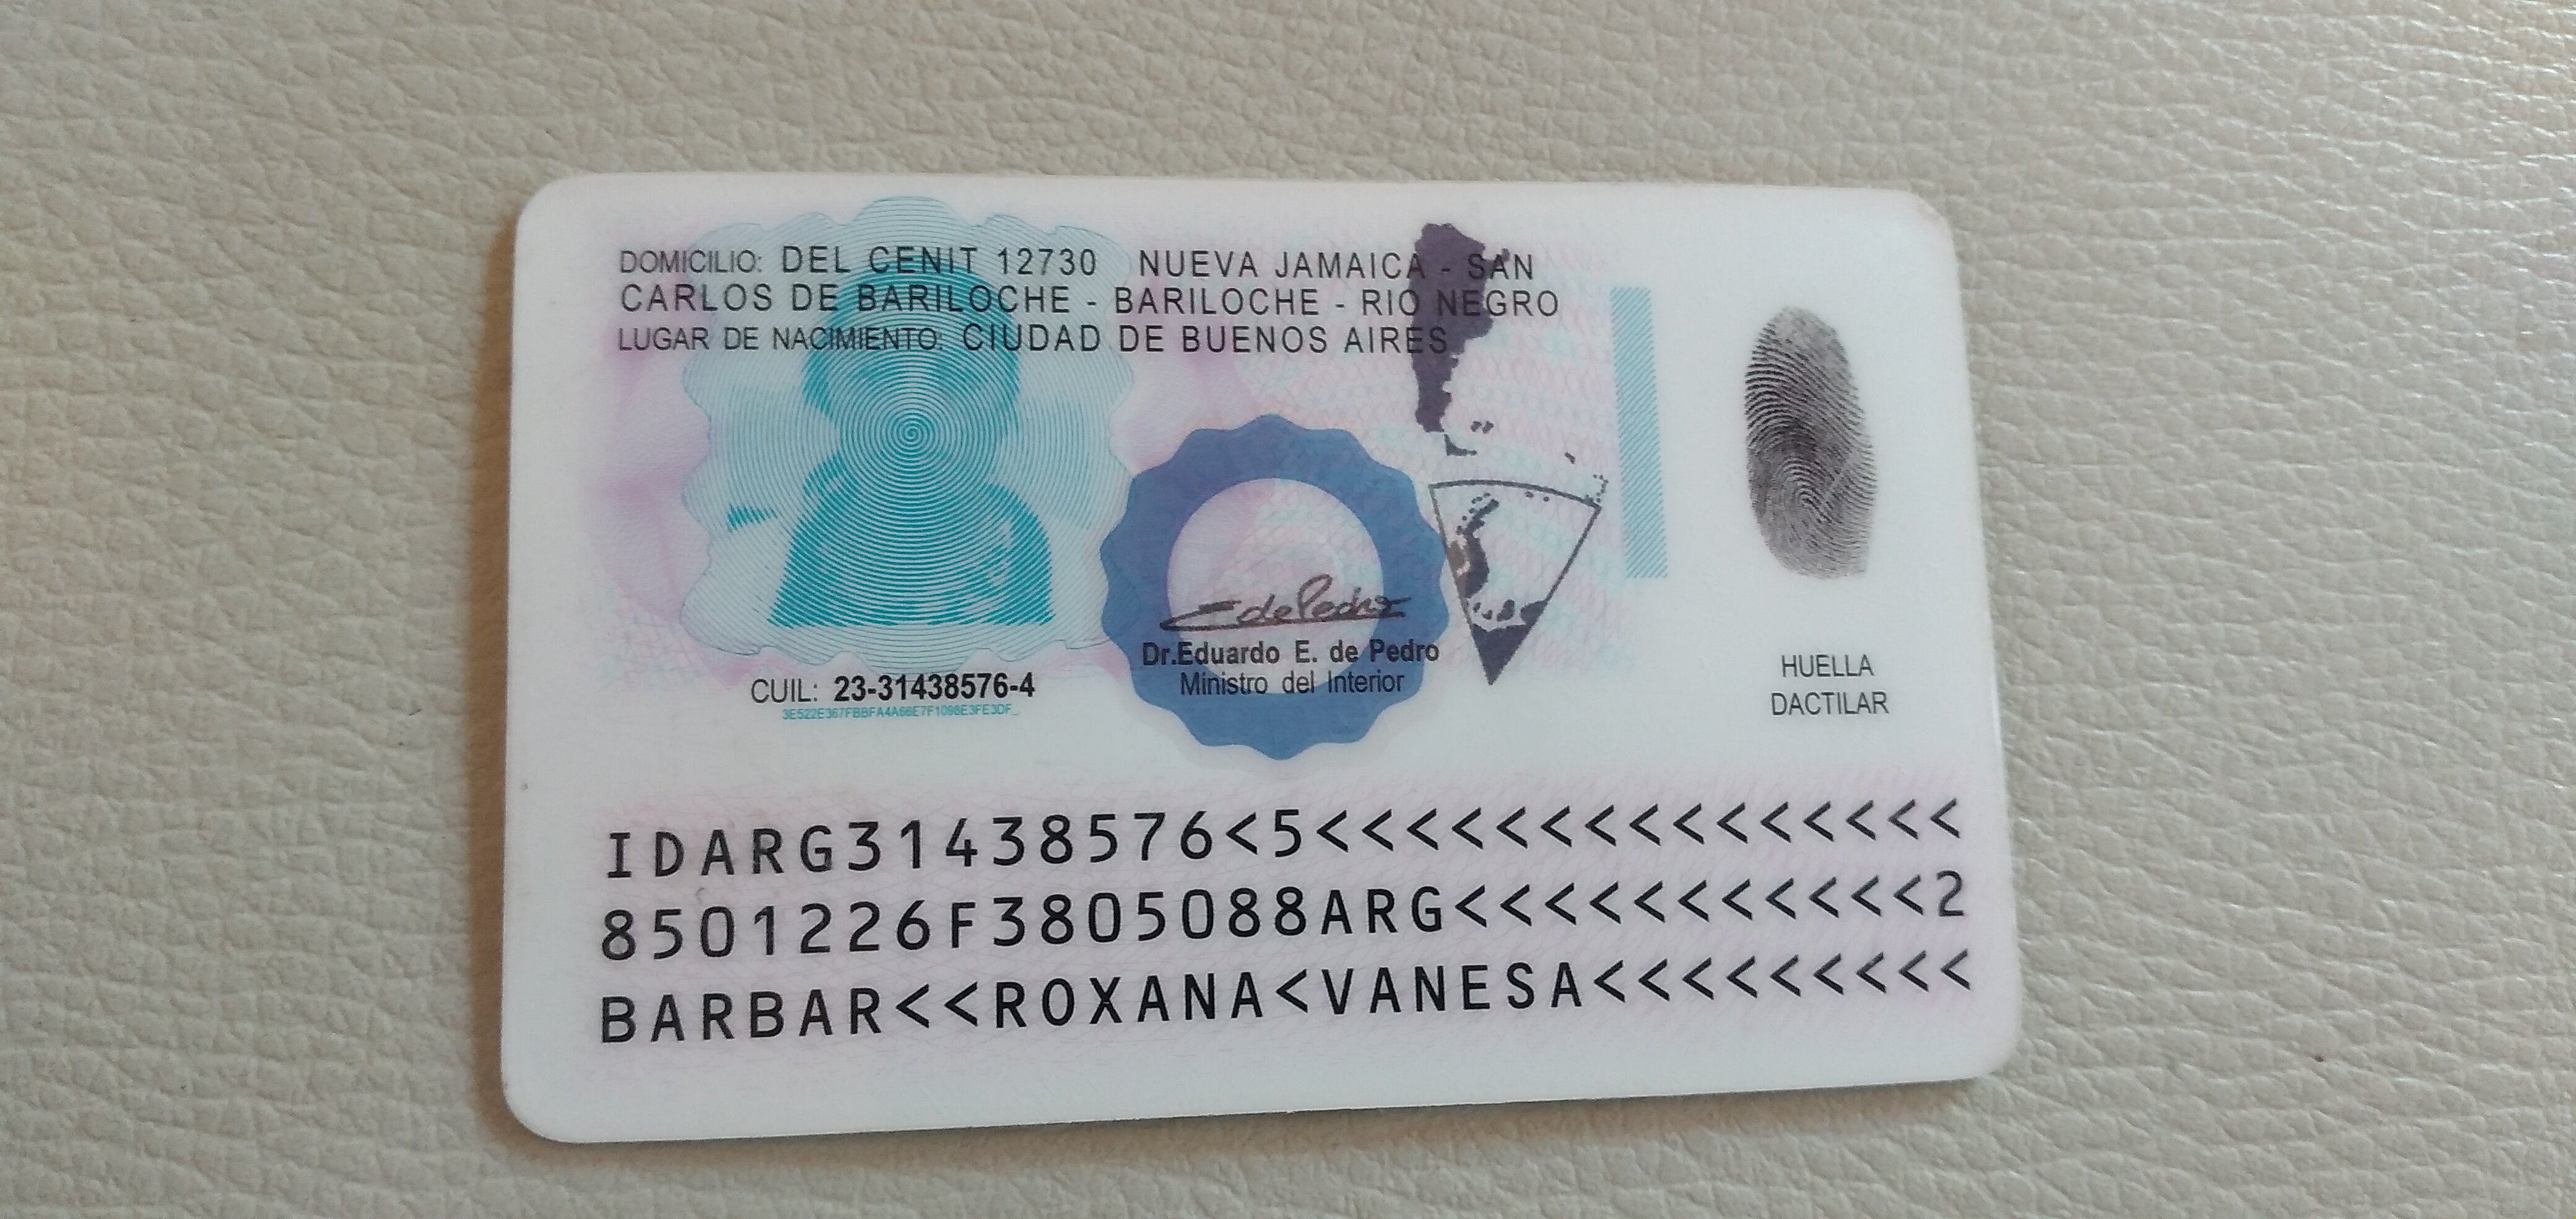 DOMICILIO: DEL CENIT 12730 NUEVA JAMAICA - SAN
CARLOS DE BARILOCHE - BARILOCHE - RIO NEGRO
LUGAR DE NACIMIENTO: CIUDAD DE BUENOS AIRES
EdePedro
Dr.Eduardo E. de Pedro
Ministro del Interior
CUIL: 23-31438576-4
HUELLA
DACTILAR
IDARG31438576<5<<<<<<<<<<<<<<<
8501226F3805088ARG<<<<<<<<<<<2
BARBAR<<ROXANA<VANESA<<<<<<<<<